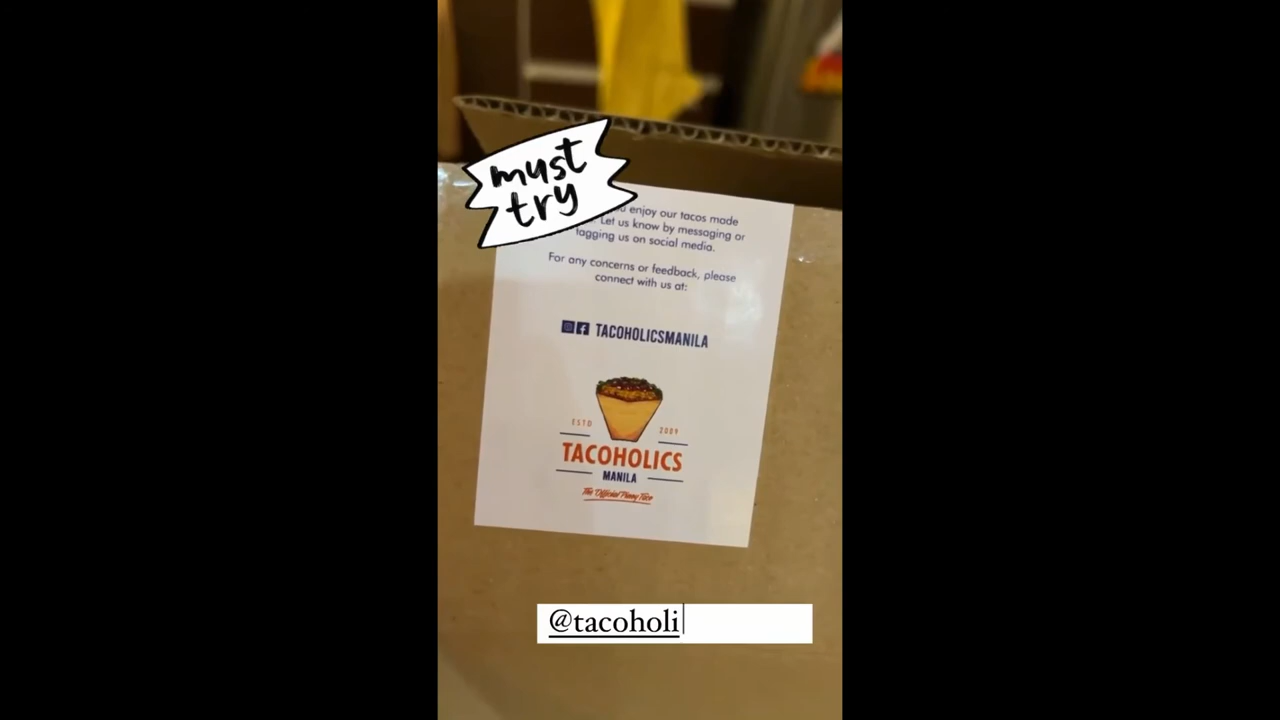 must
try
u enjoy our tacos made
Let us know by messaging or
tagging us on social media.
For any concerns or feedback, please
connect with us at:
TACOHOLICSMANILA
ESTD 2009
TACOHOLICS
MANILA
The Official Pinoy Taco
@tacoholi